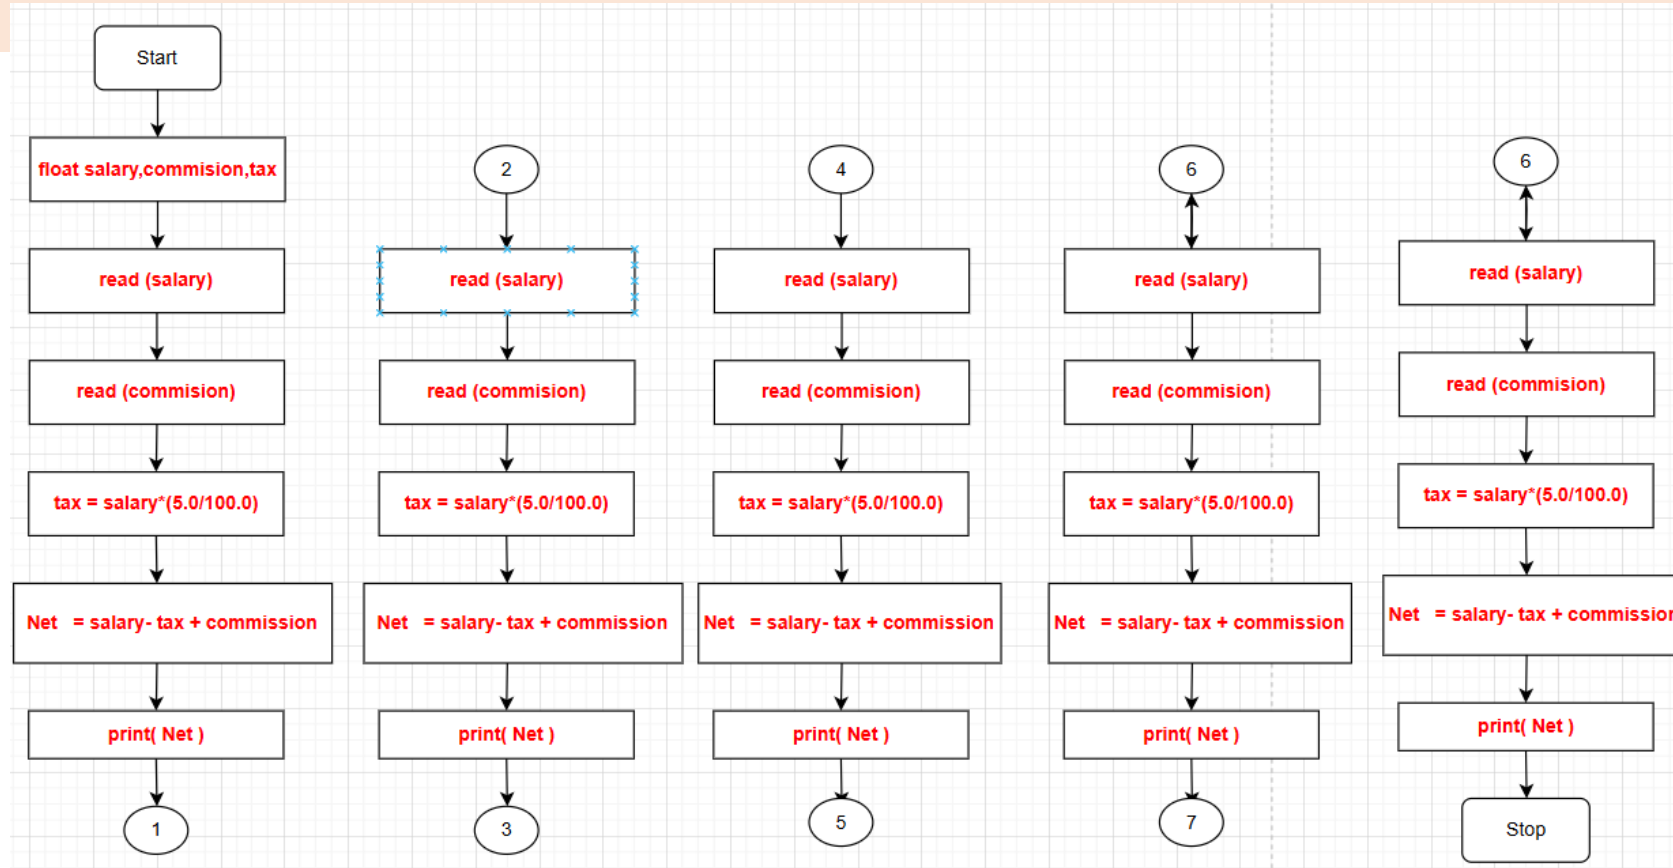 Start
float salary,commision,tax
read (salary)
read (commision)
tax = salary*(5.0/100.0)
Net = salary- tax + commission
print( Net )
1
2
read (salary)
read (commision)
tax = salary*(5.0/100.0)
Net = salary- tax + commission
print( Net )
3
4
read (salary)
read (commision)
tax = salary*(5.0/100.0)
Net = salary- tax + commission
print( Net )
5
6
read (salary)
read (commision)
tax = salary*(5.0/100.0)
Net = salary- tax + commission
print( Net )
7
6
read (salary)
read (commision)
tax = salary*(5.0/100.0)
Net = salary- tax + commission
print( Net )
Stop